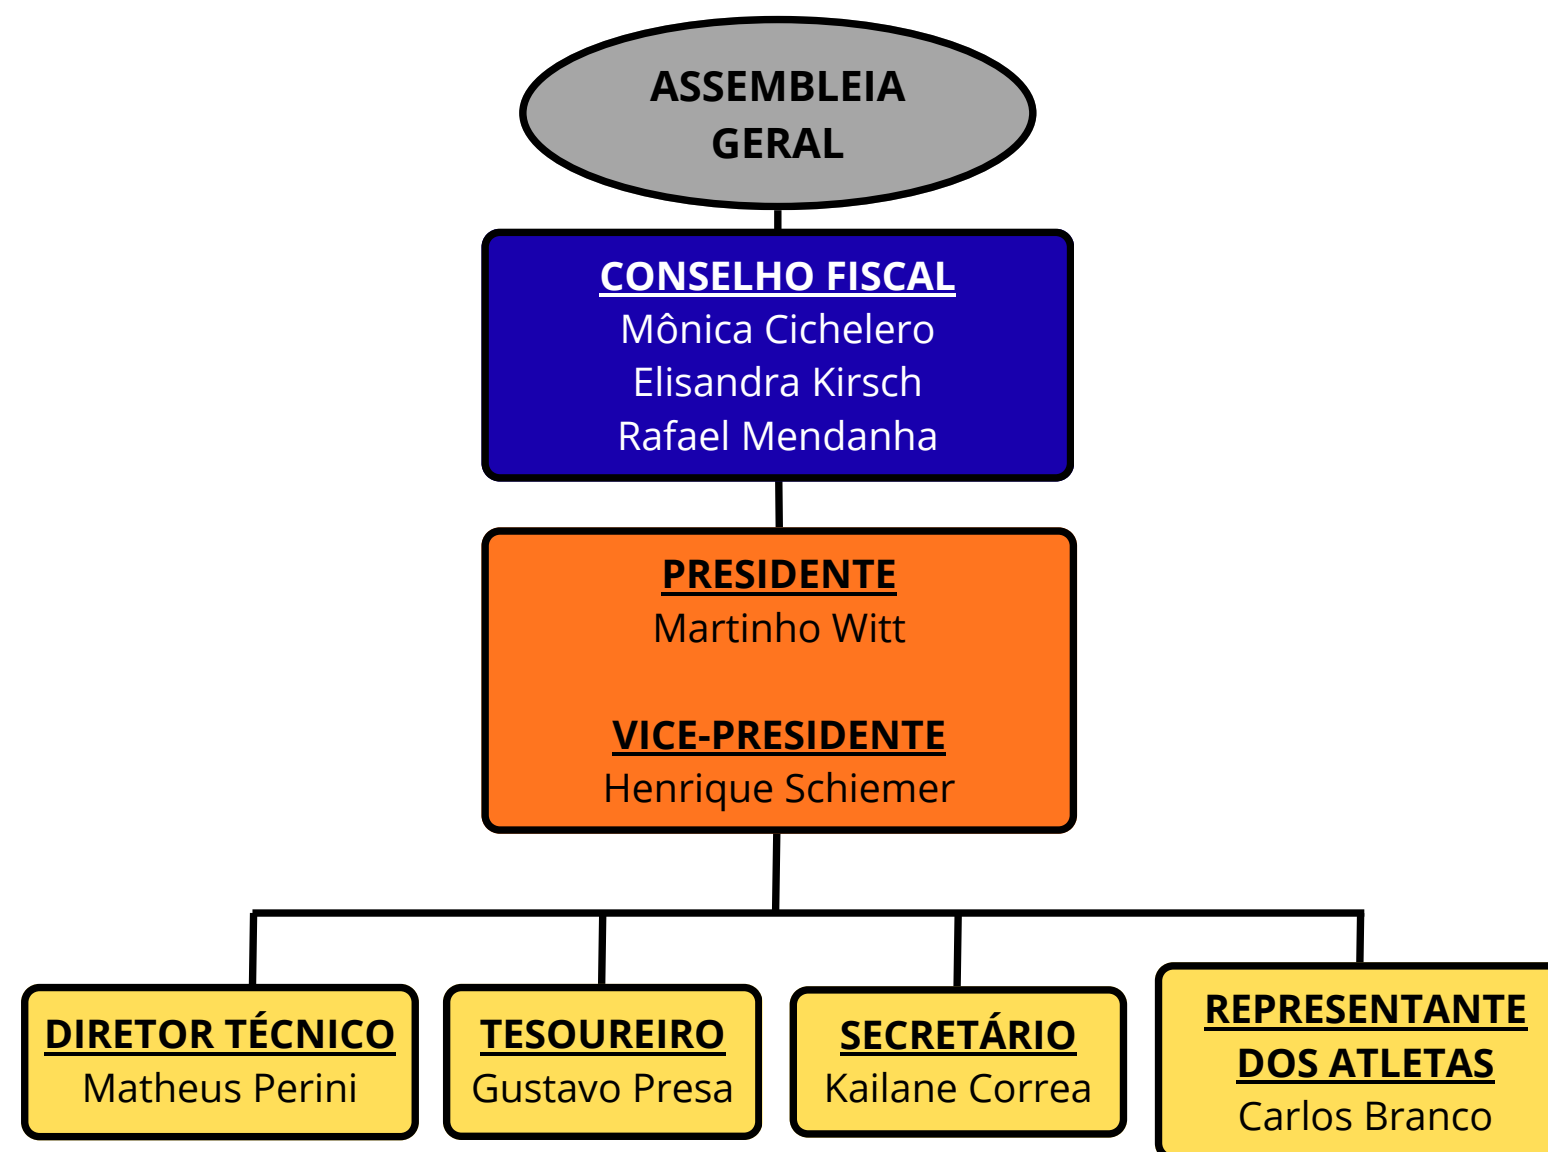 ASSEMBLEIA
GERAL
CONSELHO FISCAL
Mônica Cichelero
Elisandra Kirsch
Rafael Mendanha
PRESIDENTE
Martinho Witt
VICE-PRESIDENTE
Henrique Schiemer
DIRETOR TÉCNICO
Matheus Perini
TESOUREIRO
Gustavo Presa
SECRETÁRIO
Kailane Correa
REPRESENTANTE
DOS ATLETAS
Carlos Branco